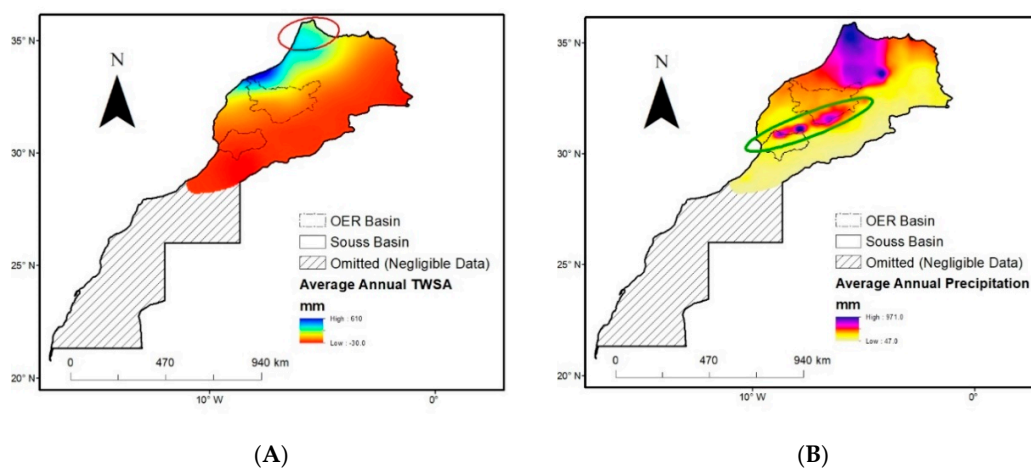 35°N
N
30°N
OER Basin
Souss Basin
Omitted (Negligible Data)
25°N
Average Annual TWSA
mm
High : 610
Low : -30.0
0 470 940 km
20°N
10°W 0°
(A)
35°N
N
30°N
OER Basin
Souss Basin
Omitted (Negligible Data)
25°N
Average Annual Precipitation
mm
High : 971.0
Low : 47.0
0 470 940 km
20°N
10°W 0°
(B)